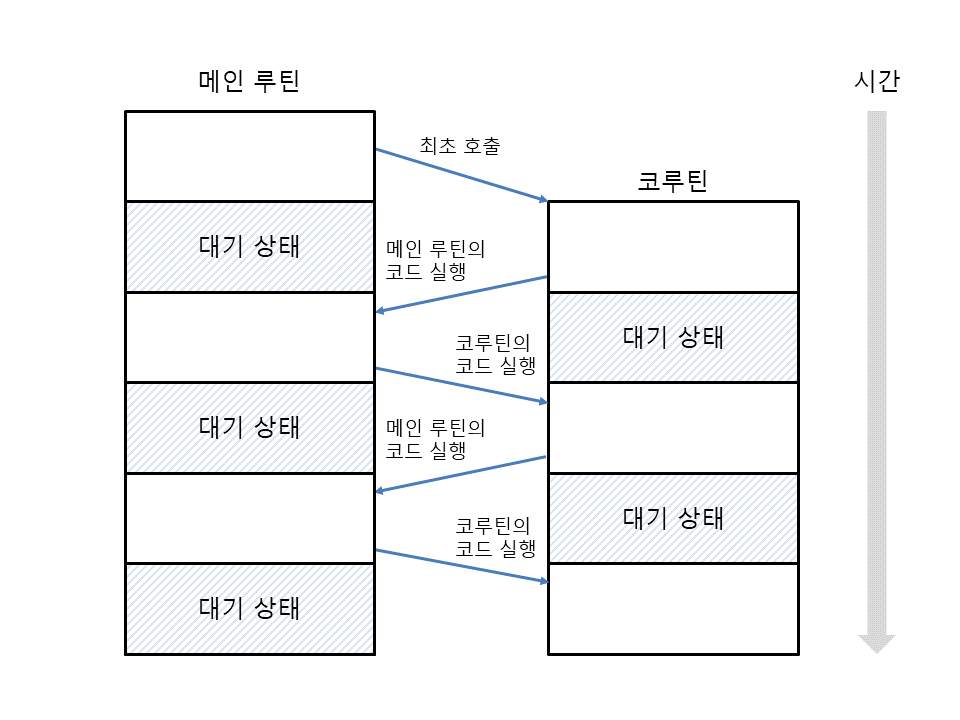 메인 루틴
시간
최초 호출
코루틴
대기 상태
메인 루틴의
코드 실행
대기 상태
코루틴의
코드 실행
대기 상태
메인 루틴의
코드 실행
대기 상태
코루틴의
코드 실행
대기 상태